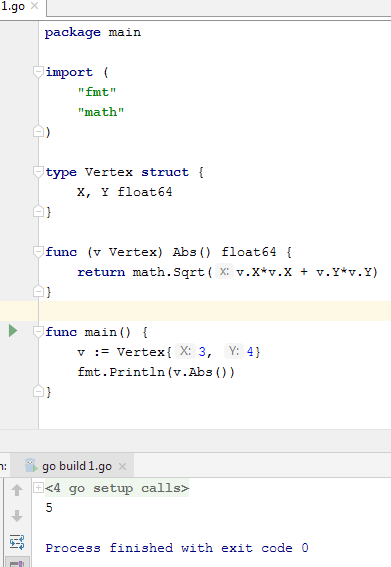 1.go
package main
import (
"fmt"
"math"
)
type Vertex struct {
X, Y float64
}
func (v Vertex) Abs() float64 {
return math.Sqrt( x: v.X*v.X + v.Y*v.Y)
}
func main() {
v := Vertex{ X: 3, Y: 4}
fmt.Println(v.Abs())
}
n: go build 1.go
<4 go setup calls>
5
Process finished with exit code 0